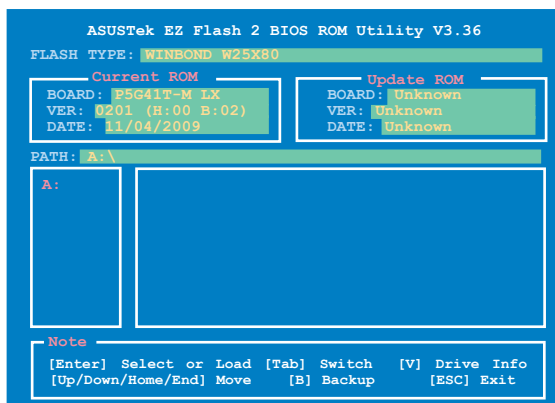 ASUSTek EZ Flash 2 BIOS ROM Utility V3.36
FLASH TYPE: WINBOND W25X80
Current ROM
BOARD: P5G41T-M LX
VER: 0201 (H:00 B:02)
DATE: 11/04/2009
Update ROM
BOARD: Unknown
VER: Unknown
DATE: Unknown
PATH: A:\
A:
Note
[Enter] Select or Load [Tab] Switch [V] Drive Info
[Up/Down/Home/End] Move [B] Backup [ESC] Exit